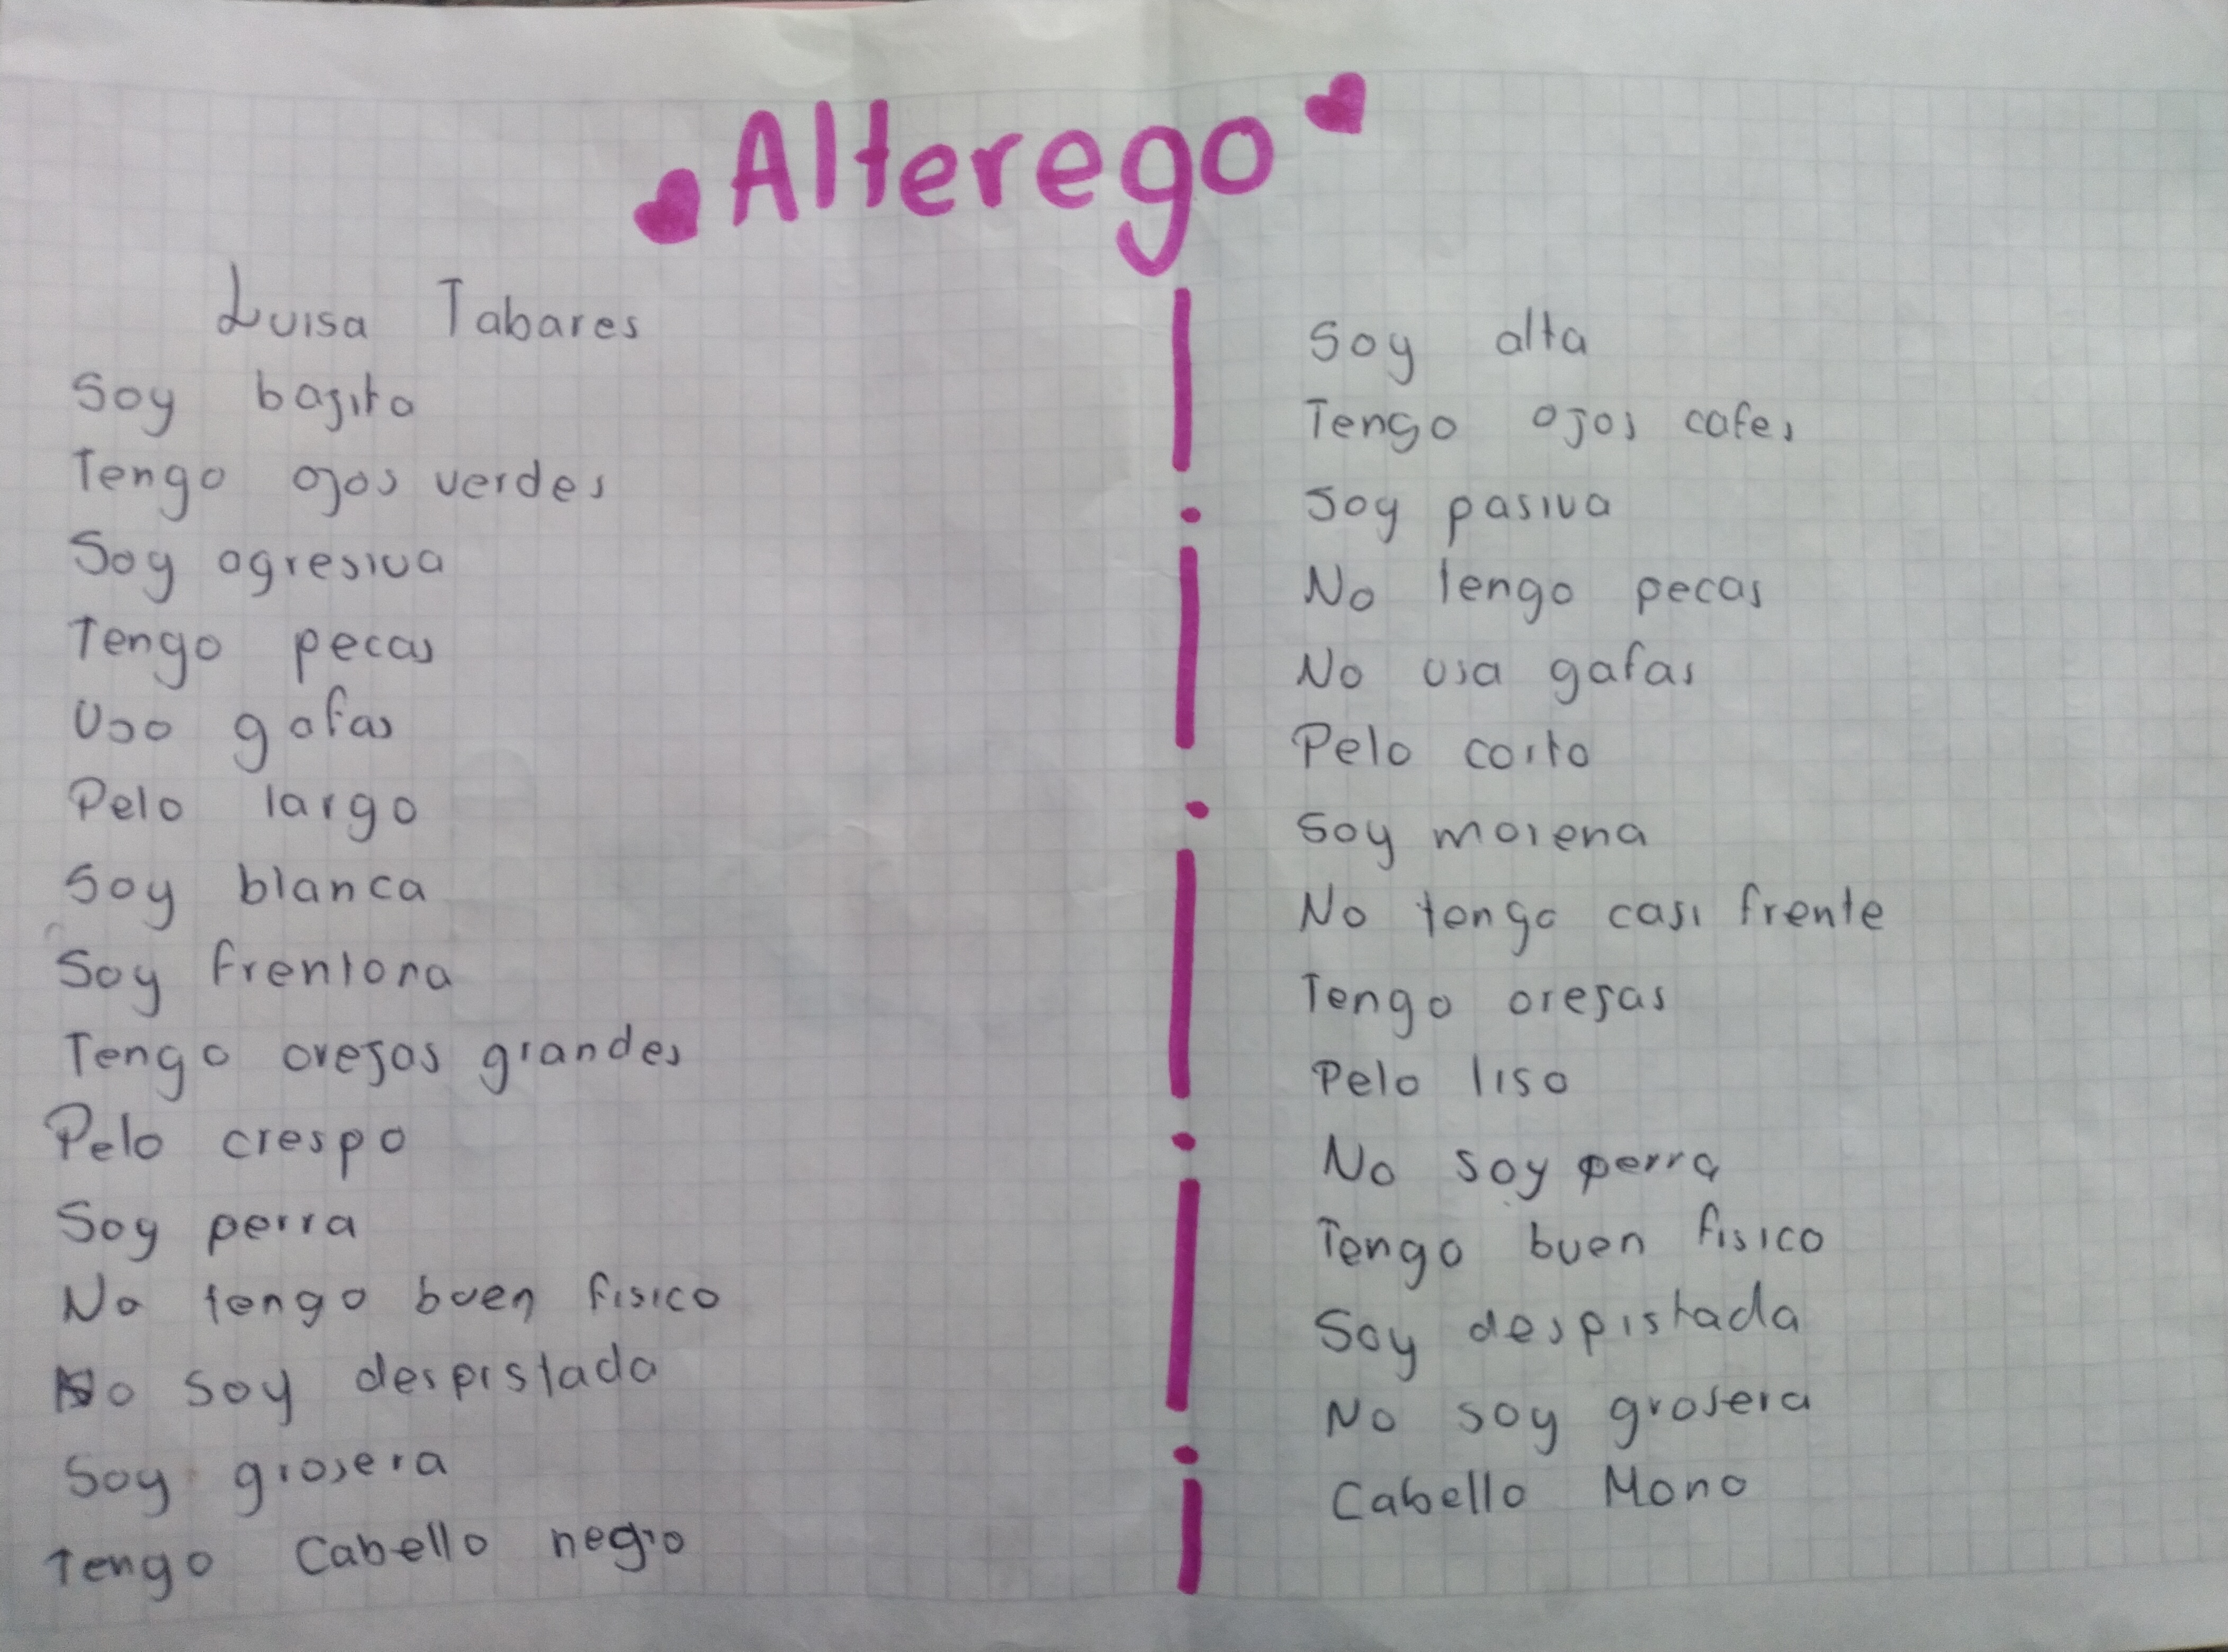 Alterego
Luisa Tabares
Soy bajita
Tengo ojos verdes
Soy agresiva
Tengo pecas
Uso gafas
Pelo largo
Soy blanca
Soy frentona
Tengo orejas grandes
Pelo crespo
Soy perra
No tengo buen fisico
No soy despistada
Soy grosera
Tengo Cabello negro
Soy alta
Tengo ojos cafes
Soy pasiva
No tengo pecas
No usa gafas
Pelo corto
Soy morena
No tengo casi frente
Tengo orejas
Pelo liso
No soy perra
Tengo buen fisico
Soy despistada
No soy grosera
Cabello Mono